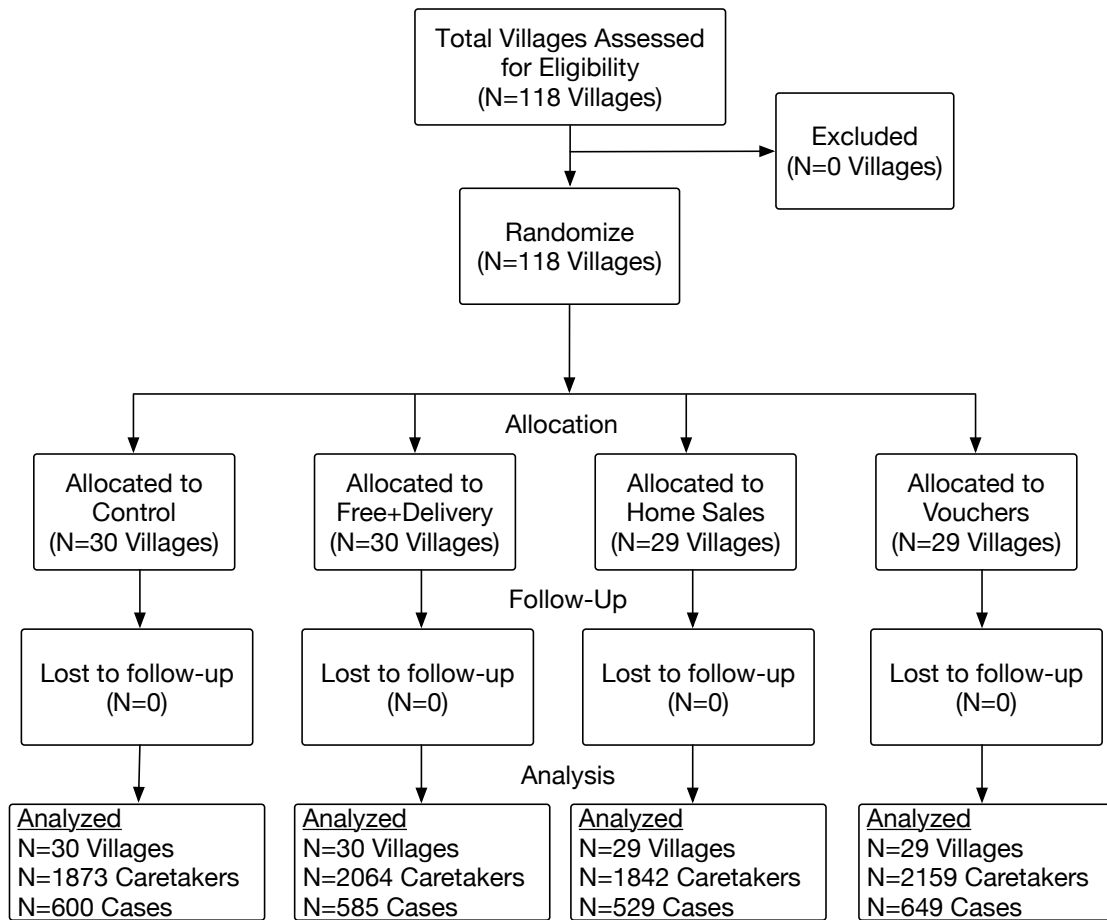 Total Villages Assessed
for Eligibility
(N=118 Villages)
Excluded
(N=0 Villages)
Randomize
(N=118 Villages)
Allocation
Allocated to
Control
(N=30 Villages)
Allocated to
Free+Delivery
(N=30 Villages)
Allocated to
Home Sales
(N=29 Villages)
Allocated to
Vouchers
(N=29 Villages)
Follow-Up
Lost to follow-up
(N=0)
Lost to follow-up
(N=0)
Lost to follow-up
(N=0)
Lost to follow-up
(N=0)
Analysis
Analyzed
N=30 Villages
N=1873 Caretakers
N=600 Cases
Analyzed
N=30 Villages
N=2064 Caretakers
N=585 Cases
Analyzed
N=29 Villages
N=1842 Caretakers
N=529 Cases
Analyzed
N=29 Villages
N=2159 Caretakers
N=649 Cases